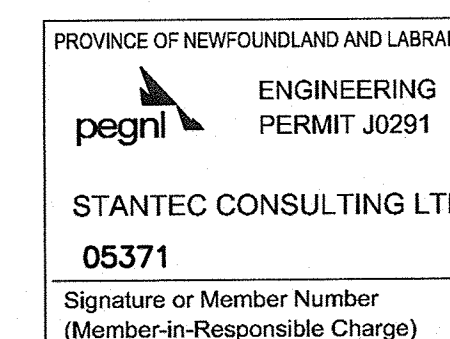 PROVINCE OF NEWFOUNDLAND AND LABRA
pegnl
ENGINEERING
PERMIT J0291
STANTEC CONSULTING LT
05371
Signature or Member Number
(Member-in-Responsible Charge)